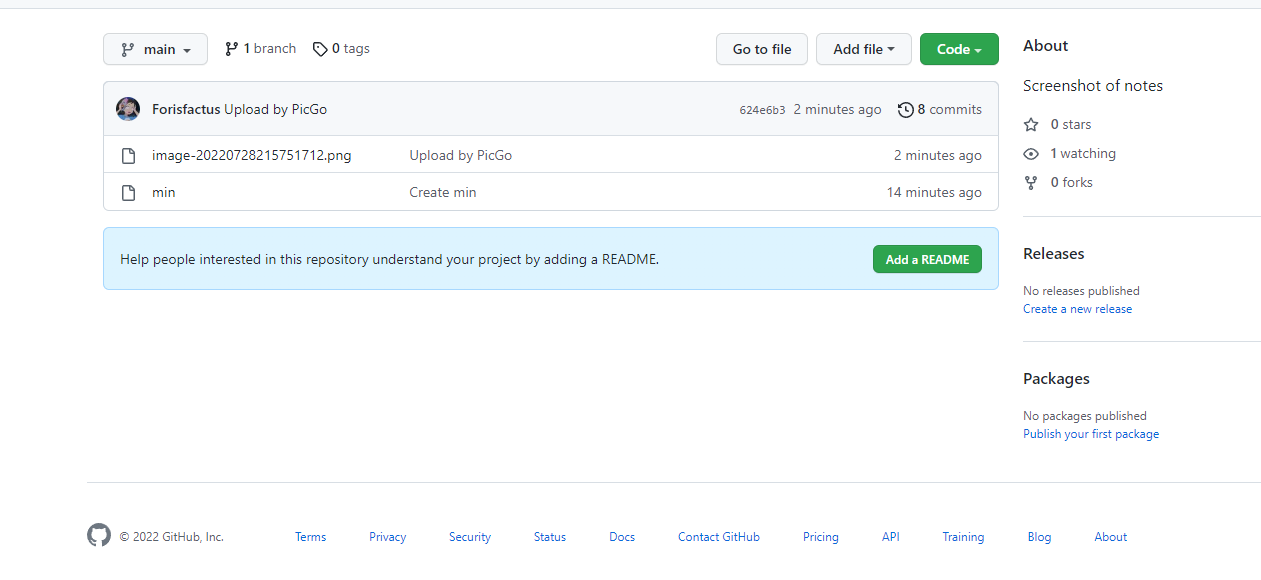 main 1 branch 0 tags Go to file Add file Code About
Screenshot of notes
Forisfactus Upload by PicGo 624e6b3 2 minutes ago 8 commits
0 stars
image-20220728215751712.png Upload by PicGo 2 minutes ago
1 watching
min Create min 14 minutes ago
0 forks
Help people interested in this repository understand your project by adding a README. Add a README
Releases
No releases published
Create a new release
Packages
No packages published
Publish your first package
© 2022 GitHub, Inc. Terms Privacy Security Status Docs Contact GitHub Pricing API Training Blog About